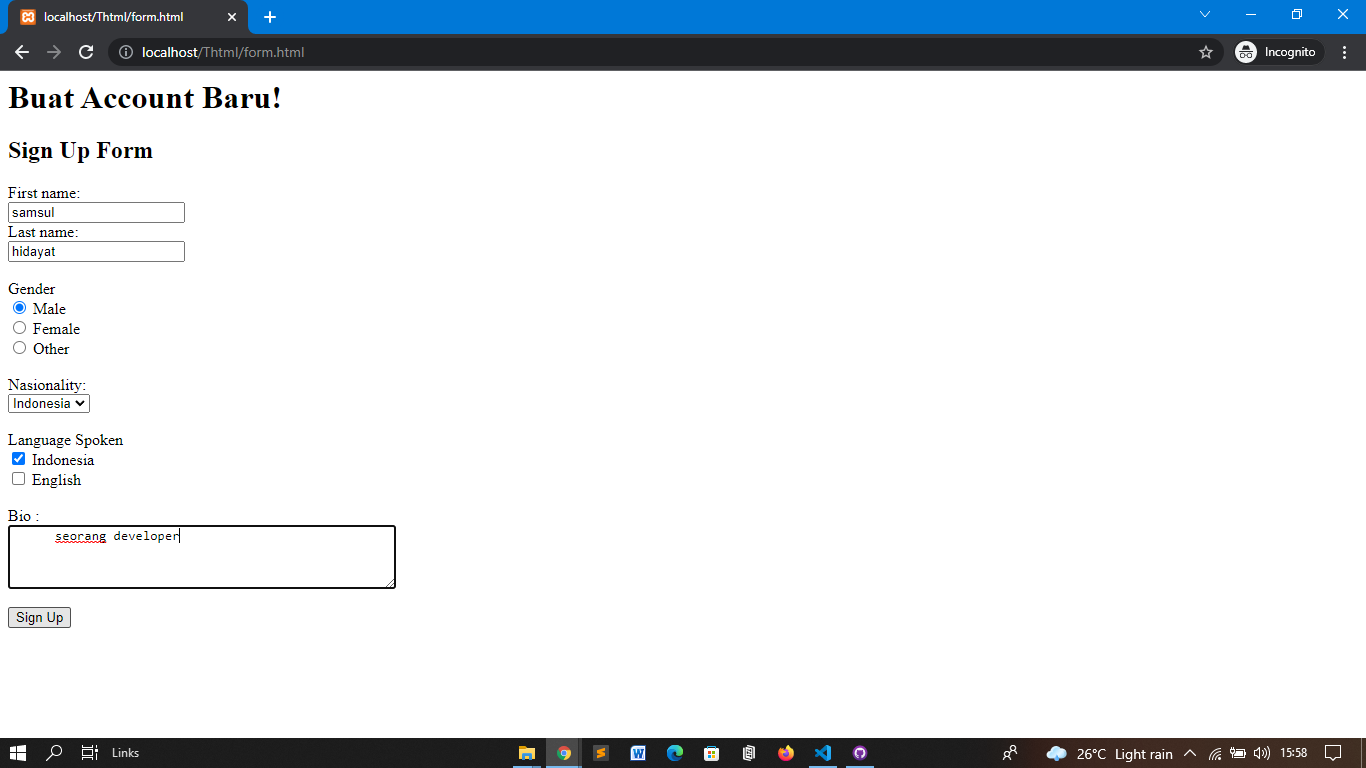 localhost/Thtml/form.html
localhost/Thtml/form.html
Incognito
Buat Account Baru!
Sign Up Form
First name:
samsul
Last name:
hidayat
Gender
Male
Female
Other
Nasionality:
Indonesia
Language Spoken
Indonesia
English
Bio :
seorang developer
Sign Up
Links
26°C Light rain
15:58